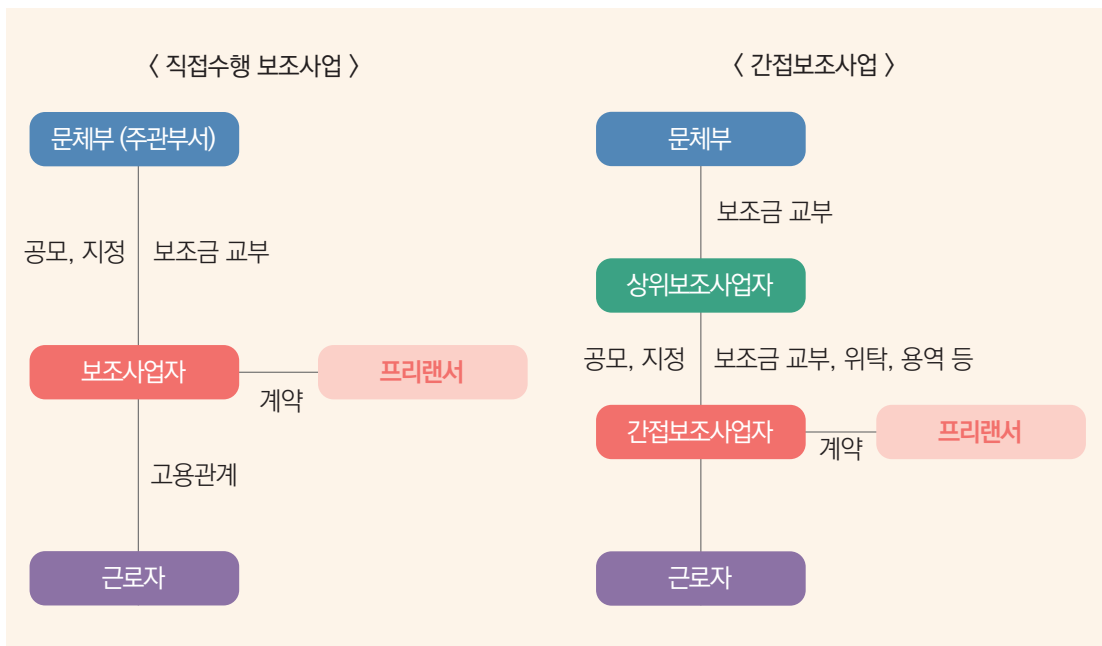 〈 직접수행 보조사업 〉
문체부 (주관부서)
공모, 지정
보조금 교부
보조사업자
계약
프리랜서
고용관계
근로자
〈 간접보조사업 〉
문체부
보조금 교부
상위보조사업자
공모, 지정
보조금 교부, 위탁, 용역 등
간접보조사업자
계약
프리랜서
근로자